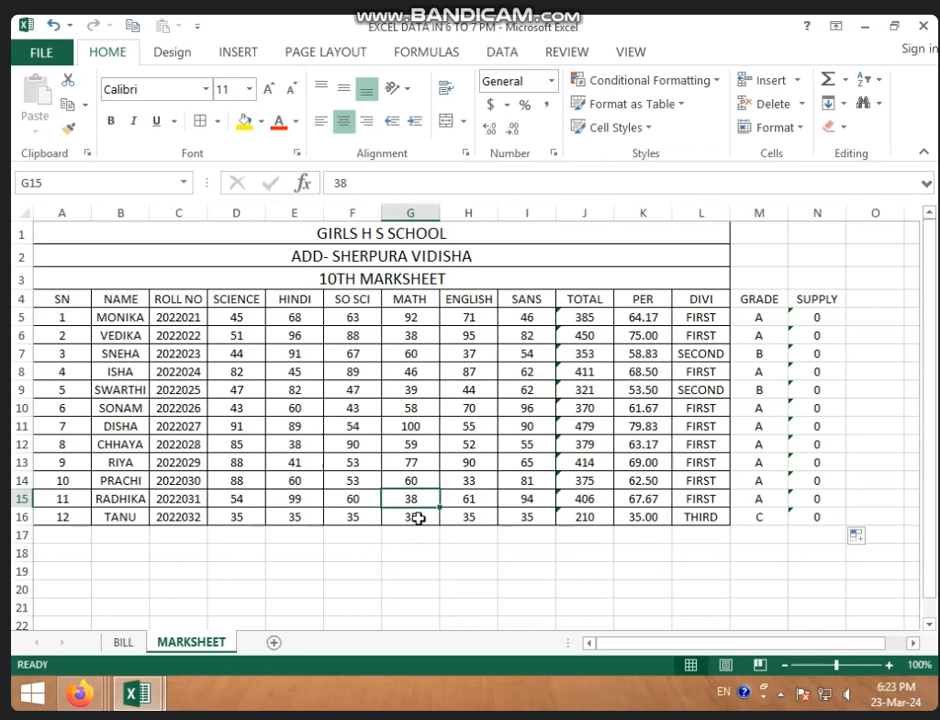 www.BANDICAM.com
EXCEL DATA IN 6 TO 7 PM - Microsoft Excel
FILE HOME Design INSERT PAGE LAYOUT FORMULAS DATA REVIEW VIEW Sign in
Paste Calibri 11 General Conditional Formatting Insert
B I U A $ % , Format as Table Delete
Cell Styles Format
Clipboard Font Alignment Number Styles Cells Editing
G15 fx 38
A B C D E F G H I J K L M N O
1 GIRLS H S SCHOOL
2 ADD- SHERPURA VIDISHA
3 10TH MARKSHEET
4 SN NAME ROLL NO SCIENCE HINDI SO SCI MATH ENGLISH SANS TOTAL PER DIVI GRADE SUPPLY
5 1 MONIKA 2022021 45 68 63 92 71 46 385 64.17 FIRST A 0
6 2 VEDIKA 2022022 51 96 88 38 95 82 450 75.00 FIRST A 0
7 3 SNEHA 2022023 44 91 67 60 37 54 353 58.83 SECOND B 0
8 4 ISHA 2022024 82 45 89 46 87 62 411 68.50 FIRST A 0
9 5 SWARTHI 2022025 47 82 47 39 44 62 321 53.50 SECOND B 0
10 6 SONAM 2022026 43 60 43 58 70 96 370 61.67 FIRST A 0
11 7 DISHA 2022027 91 89 54 100 55 90 479 79.83 FIRST A 0
12 8 CHHAYA 2022028 85 38 90 59 52 55 379 63.17 FIRST A 0
13 9 RIYA 2022029 88 41 53 77 90 65 414 69.00 FIRST A 0
14 10 PRACHI 2022030 88 60 53 60 33 81 375 62.50 FIRST A 0
15 11 RADHIKA 2022031 54 99 60 38 61 94 406 67.67 FIRST A 0
16 12 TANU 2022032 35 35 35 35 35 210 35.00 THIRD C 0
17
18
19
20
21
22
BILL MARKSHEET
READY 100%
EN 6:23 PM
23-Mar-24